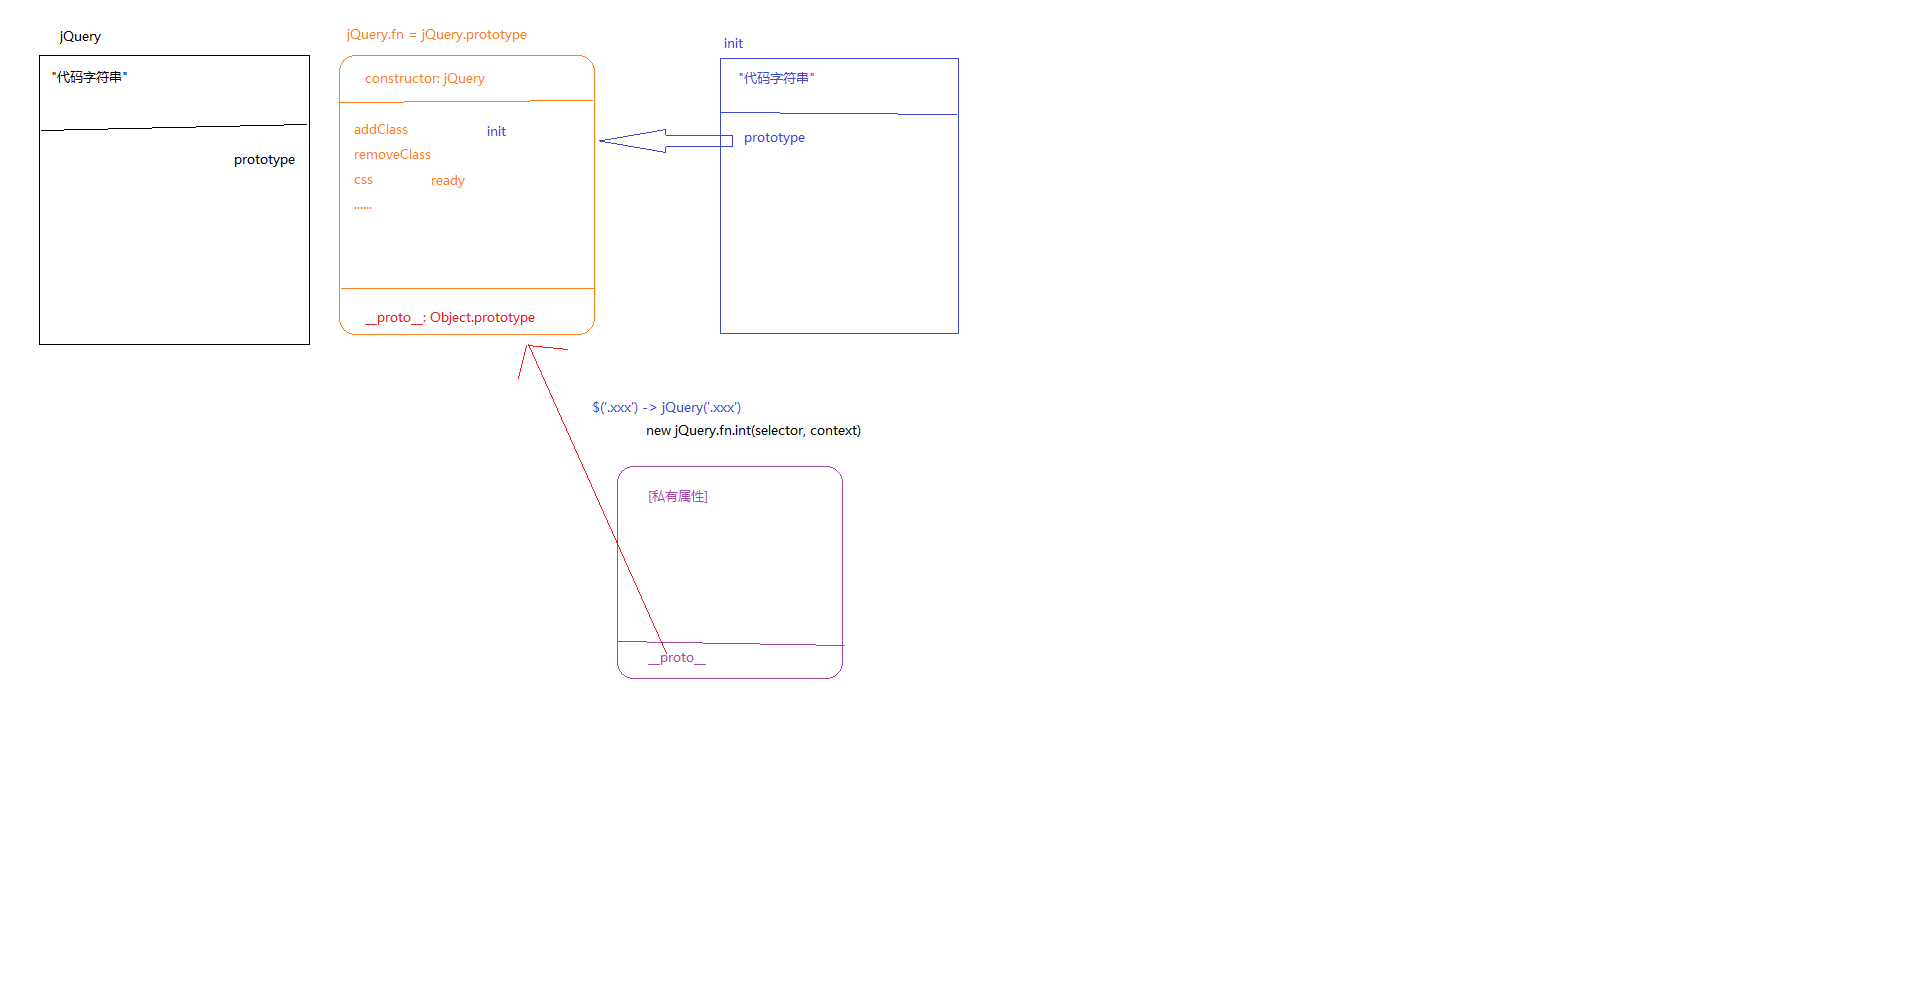 jQuery
"代码字符串"
prototype
jQuery.fn = jQuery.prototype
constructor: jQuery
addClass
init
removeClass
css
ready
......
__proto__: Object.prototype
init
"代码字符串"
prototype
$('.xxx') -> jQuery('.xxx')
new jQuery.fn.int(selector, context)
[私有属性]
__proto__